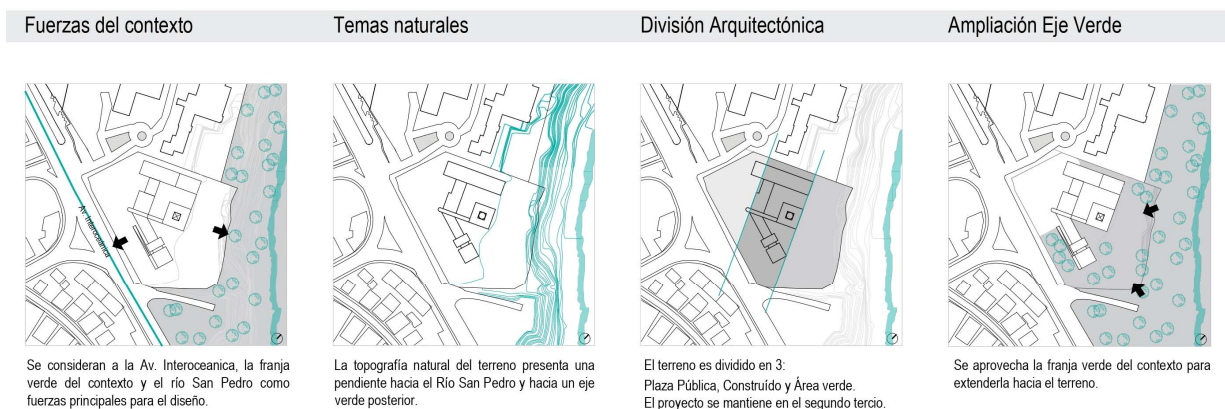 Fuerzas del contexto
Temas naturales
División Arquitectónica
Ampliación Eje Verde
Av. Interoceánica
Se consideran a la Av. Interoceanica, la franja
verde del contexto y el río San Pedro como
fuerzas principales para el diseño.
La topografía natural del terreno presenta una
pendiente hacia el Río San Pedro y hacia un eje
verde posterior.
El terreno es dividido en 3:
Plaza Pública, Construído y Área verde.
El proyecto se mantiene en el segundo tercio.
Se aprovecha la franja verde del contexto para
extenderla hacia el terreno.